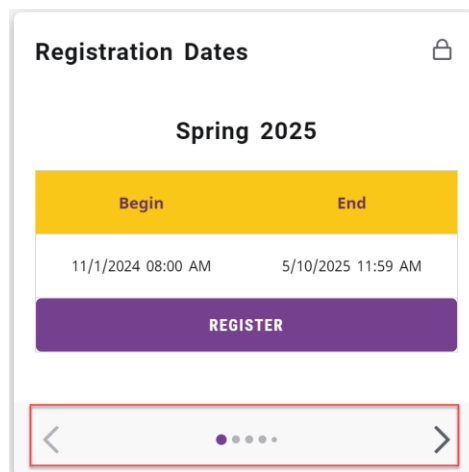 Registration Dates
Spring 2025
Begin End
11/1/2024 08:00 AM 5/10/2025 11:59 AM
REGISTER